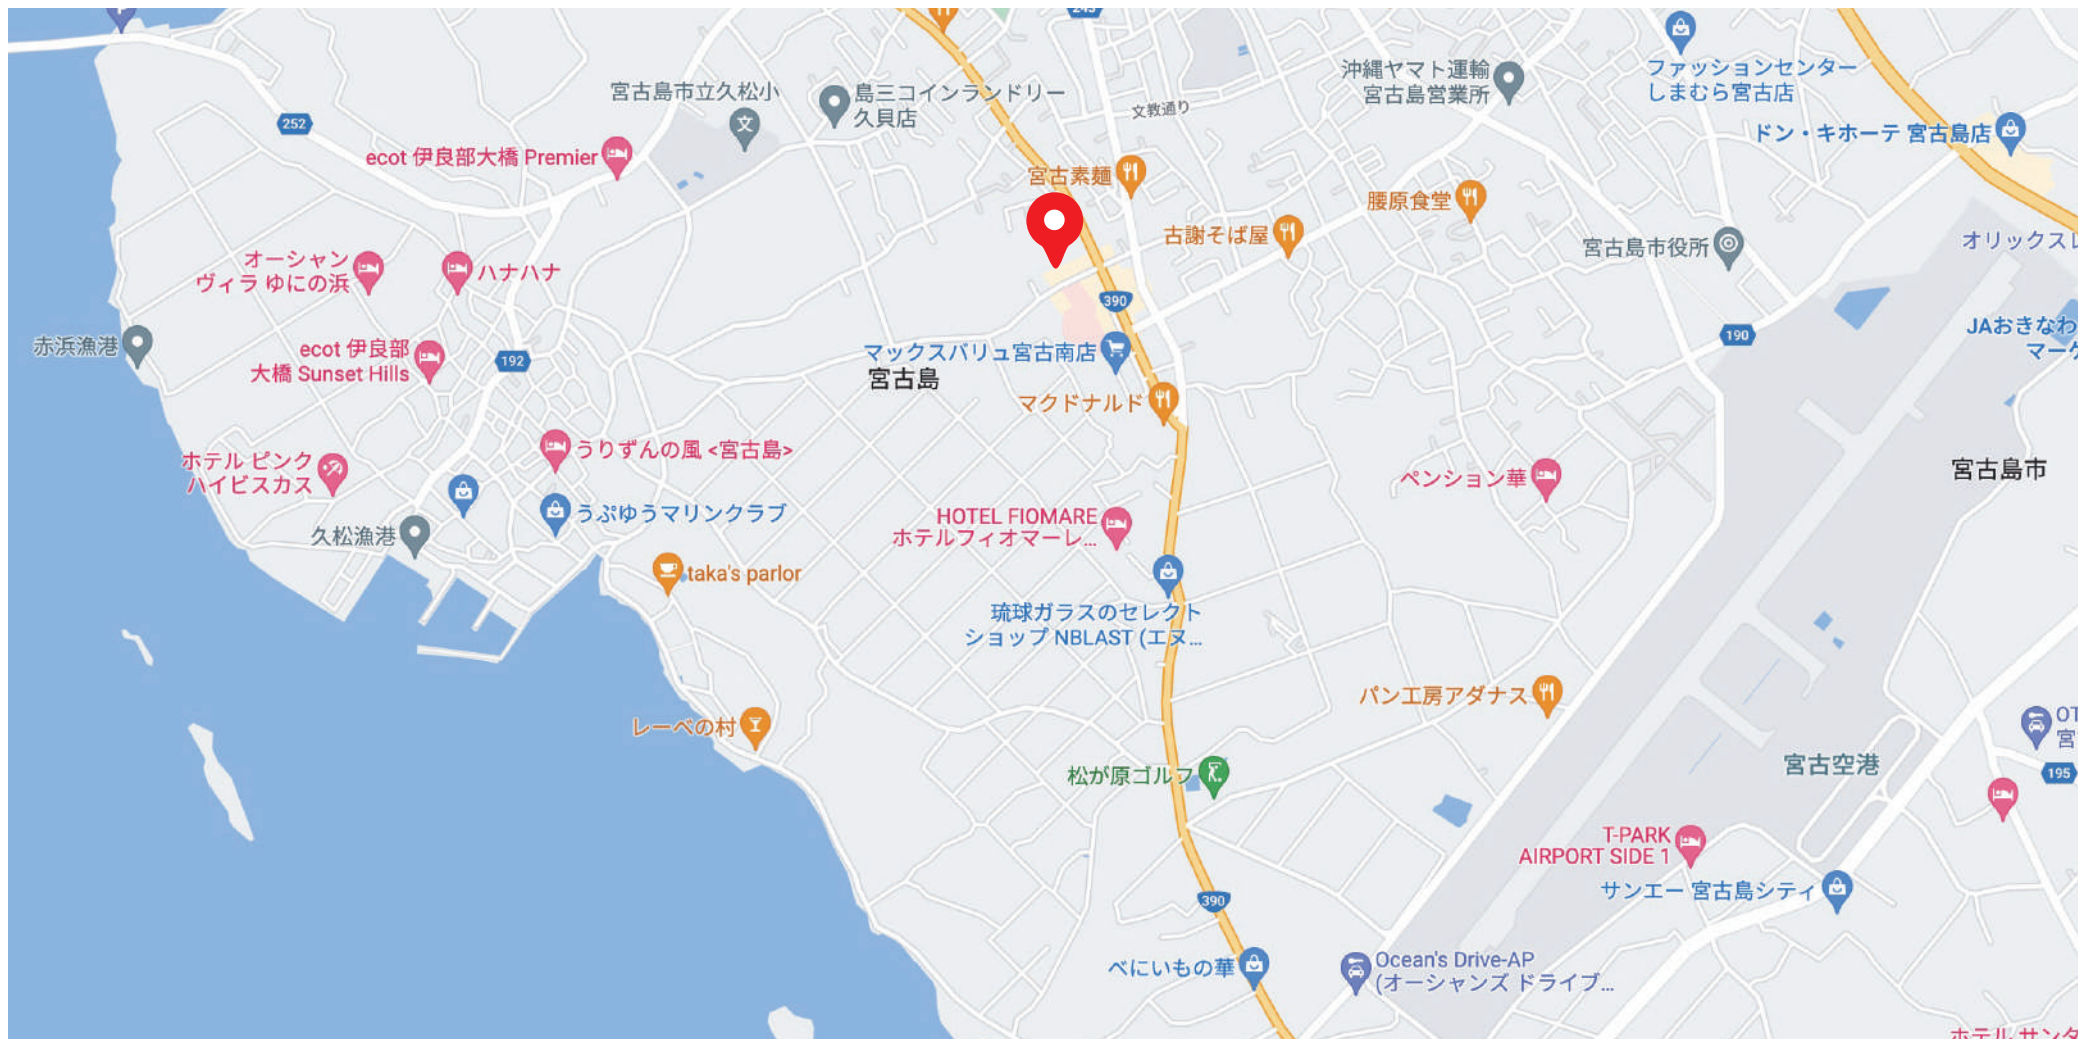 245
252
宮古島市立久松小
文
島三コインランドリー
久貝店
文教通り
沖縄ヤマト運輸
宮古島営業所
ファッションセンター
しまむら宮古店
ドン・キホーテ 宮古島店
ecot 伊良部大橋 Premier
宮古素麺
腰原食堂
古謝そば屋
宮古島市役所
オリックスレ
オーシャン
ヴィラ ゆにの浜
ハナハナ
390
190
JAおきなわ
マーケ
赤浜漁港
ecot 伊良部
大橋 Sunset Hills
192
マックスバリュ宮古南店
宮古島
マクドナルド
うりずんの風 <宮古島>
ホテル ピンク
ハイビスカス
ペンション華
宮古島市
うぷゆうマリンクラブ
久松漁港
HOTEL FIOMARE
ホテルフィオマーレ...
taka's parlor
琉球ガラスのセレクト
ショップ NBLAST (エヌ...
パン工房アダナス
レーベの村
松が原ゴルフ
宮古空港
OT
宮
195
T-PARK
AIRPORT SIDE 1
サンエー 宮古島シティ
390
べにいもの華
Ocean's Drive-AP
(オーシャンズ ドライブ...
ホテル サンタ